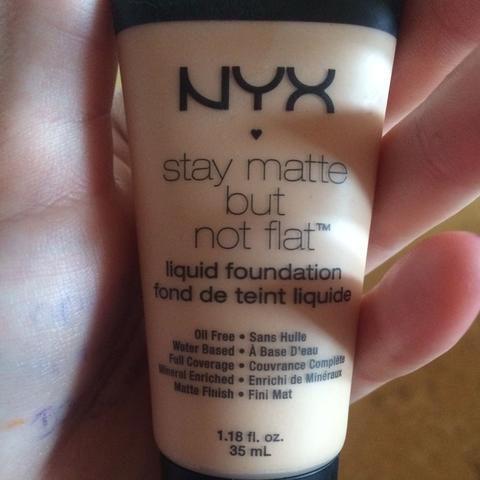 NYX
stay matte
but
not flat™
liquid foundation
fond de teint liquide
Oil Free • Sans Huile
Water Based • À Base D'eau
Full Coverage • Couvrance Complète
Mineral Enriched • Enrichi de Minéraux
Matte Finish • Fini Mat
1.18 fl. oz.
35 mL